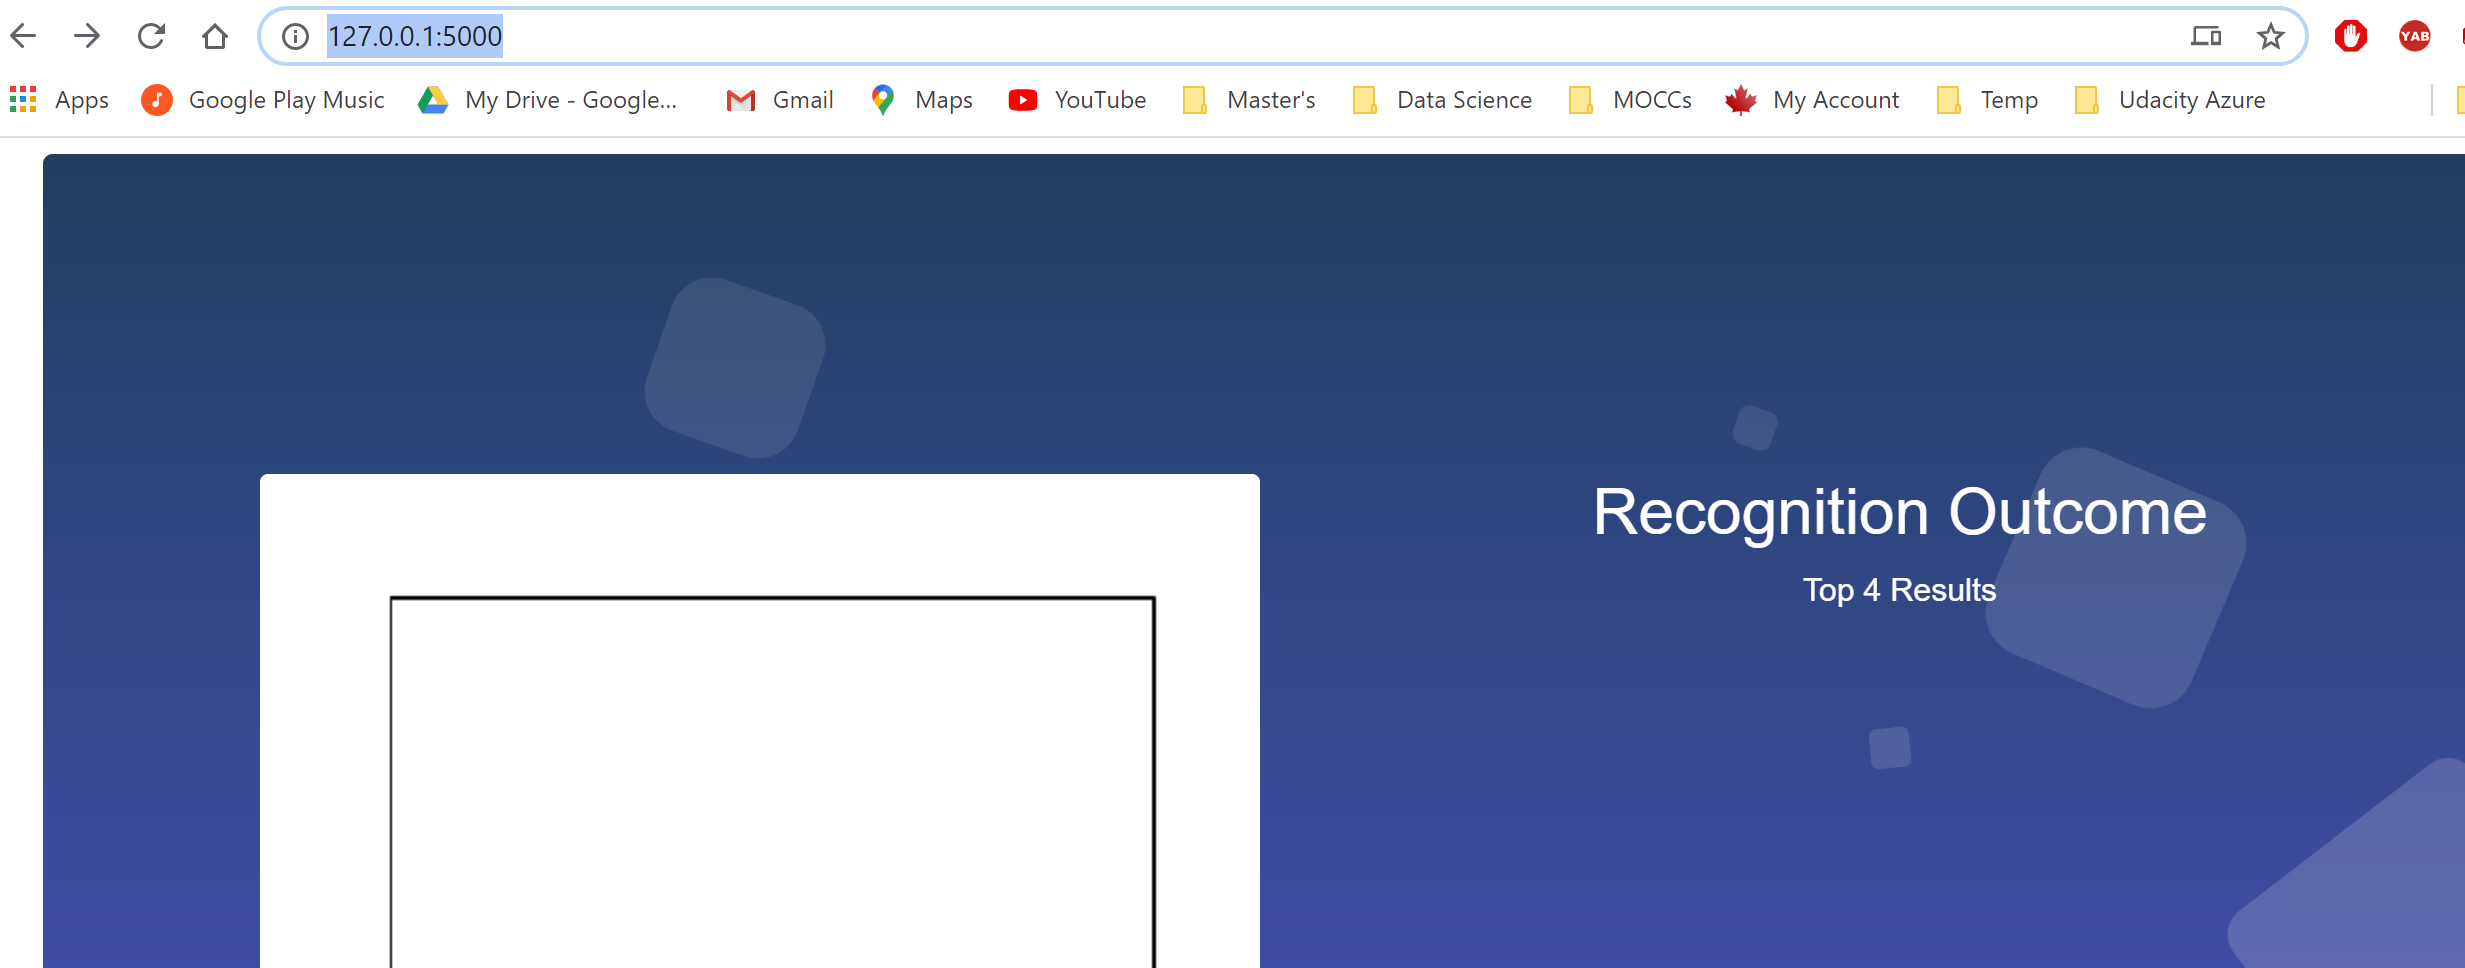 127.0.0.1:5000
YAB
Apps Google Play Music My Drive - Google... Gmail Maps YouTube Master's Data Science MOCCs My Account Temp Udacity Azure
Recognition Outcome
Top 4 Results